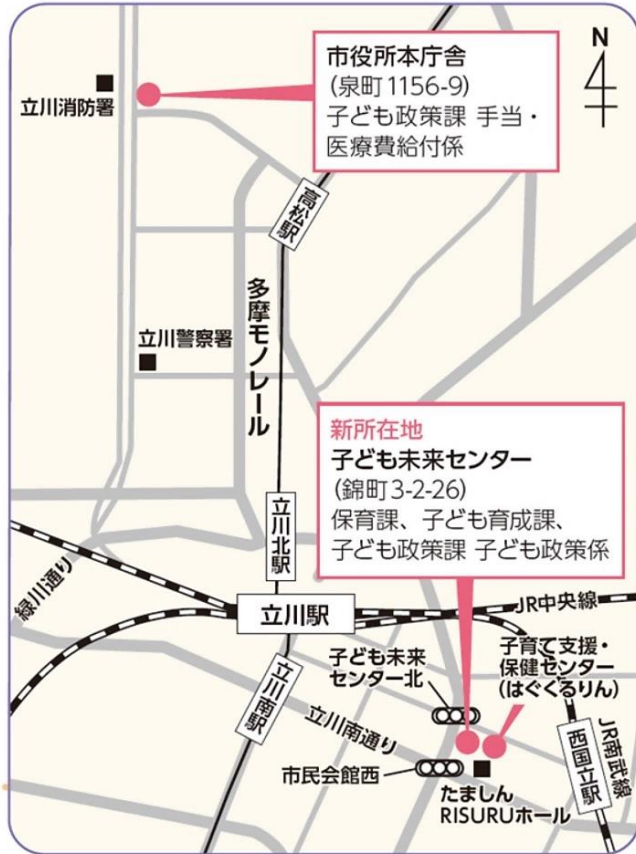 市役所本庁舎
(泉町1156-9)
子ども政策課 手当・
医療費給付係
N
立川消防署
高松駅
多摩モノレール
立川警察署
新所在地
子ども未来センター
(錦町3-2-26)
保育課、子ども育成課、
子ども政策課 子ども政策係
立川北駅
緑川通り
立川駅
JR中央線
子ども未来
センター北
子育て支援・
保健センター
(はぐくるりん)
立川南駅
立川南通り
市民会館西
たましん
RISURUホール
西国立駅
JR南武線